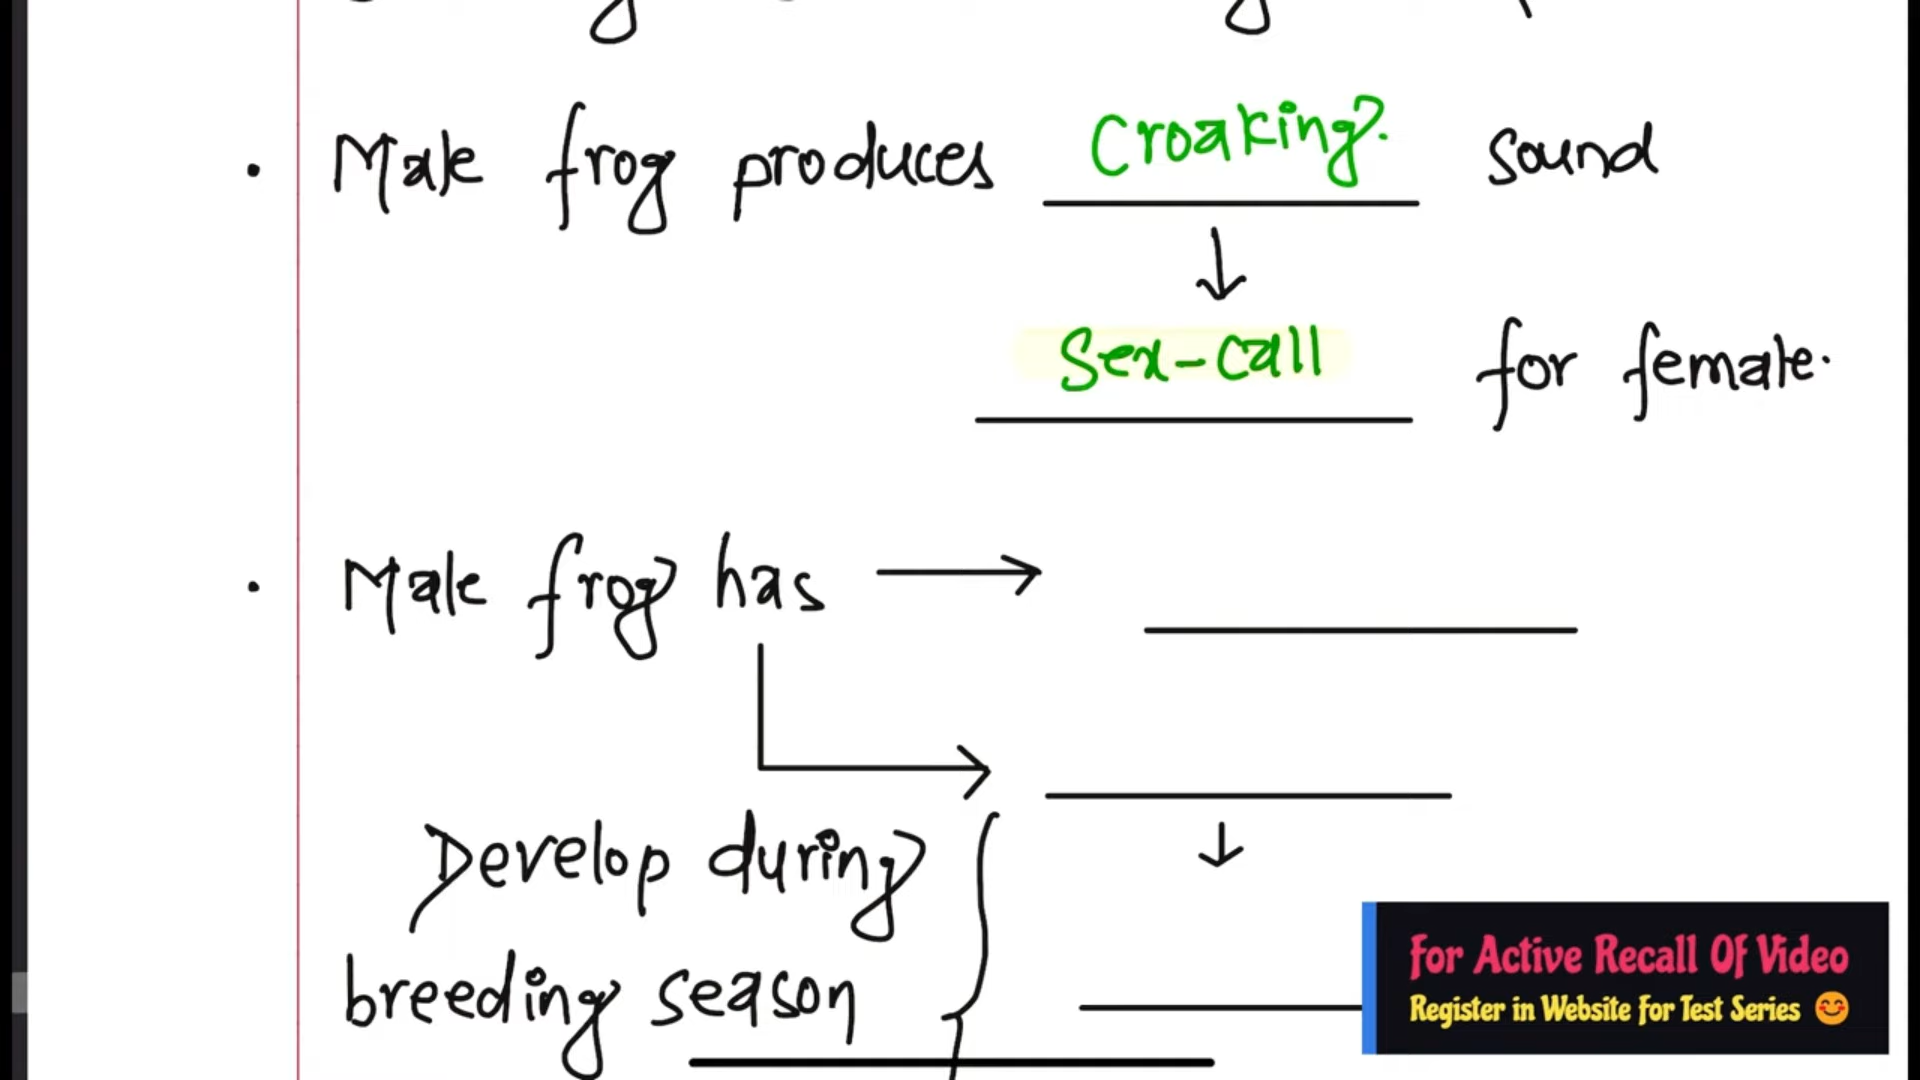 Male frog produces Croaking. sound
Sex-call for female.
Male frog has
Develop during
breeding season
For Active Recall Of Video
Register in Website For Test Series 😊